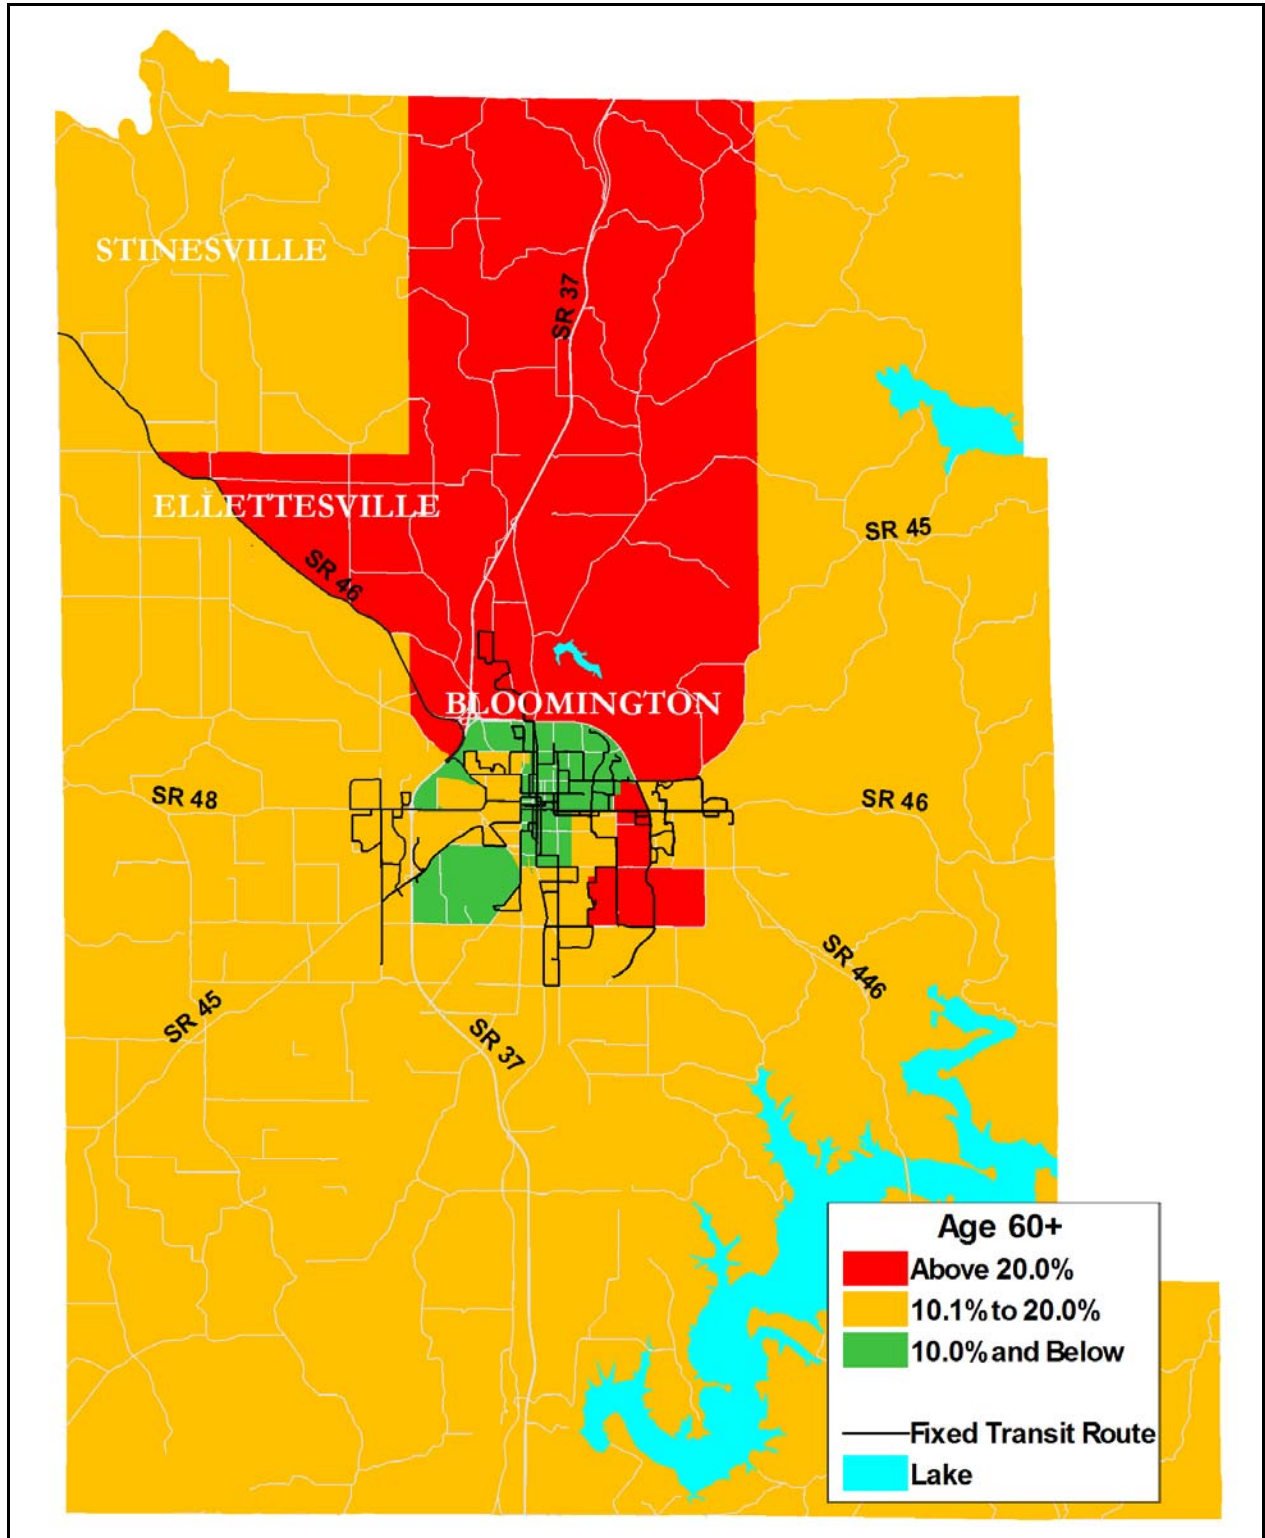 STINESVILLE
SR 37
ELLETTESVILLE
SR 45
SR 46
BLOOMINGTON
SR 48
SR 46
SR 446
SR 45
SR 37
Age 60+
Above 20.0%
10.1% to 20.0%
10.0% and Below
Fixed Transit Route
Lake